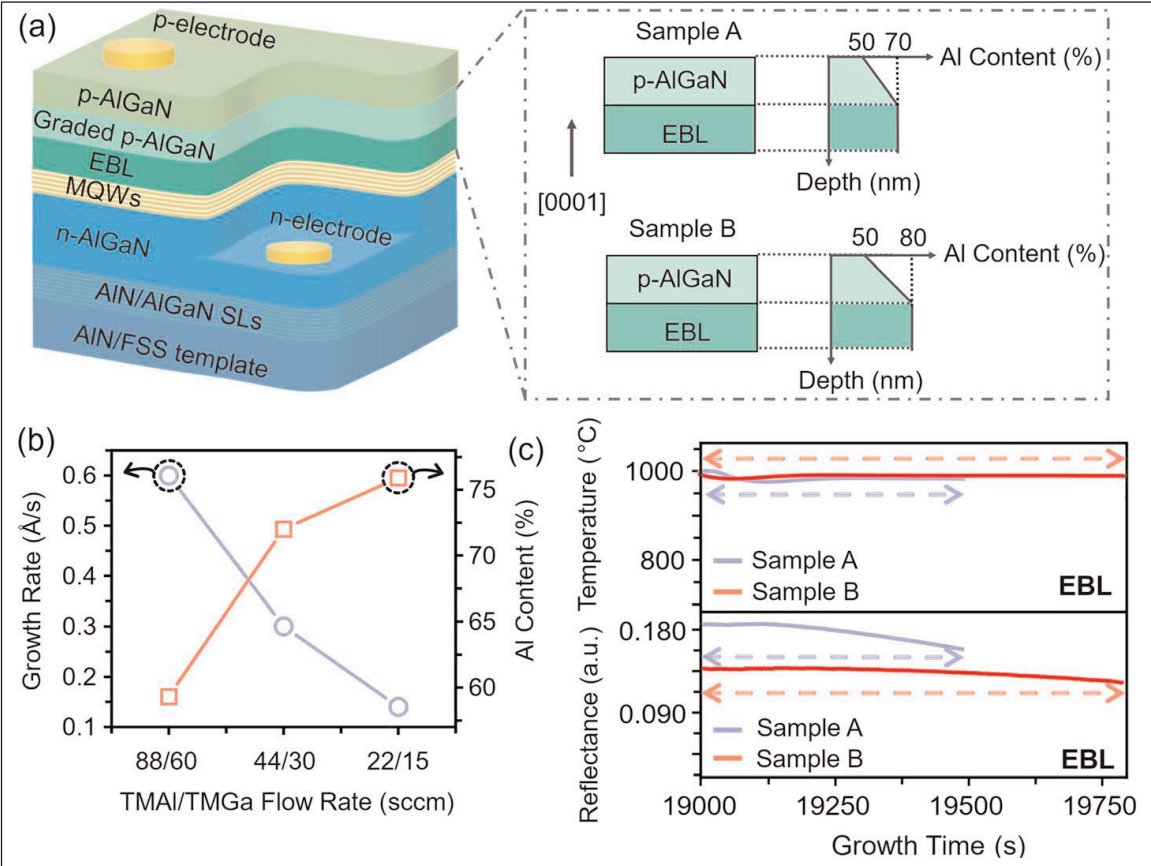 (a)
p-electrode
p-AlGaN
Graded p-AlGaN
EBL
MQWs
n-AlGaN
n-electrode
AlN/AlGaN SLs
AlN/FSS template
[0001]
Sample A
p-AlGaN
EBL
50 70
Al Content (%)
Depth (nm)
Sample B
p-AlGaN
EBL
50 80
Al Content (%)
Depth (nm)
(b)
Growth Rate (Å/s)
0.6
0.5
0.4
0.3
0.2
0.1
75
70
65
60
Al Content (%)
88/60 44/30 22/15
TMAl/TMGa Flow Rate (sccm)
(c)
Temperature (°C)
1000
800
Sample A
Sample B
EBL
Reflectance (a.u.)
0.180
0.090
Sample A
Sample B
EBL
19000 19250 19500 19750
Growth Time (s)